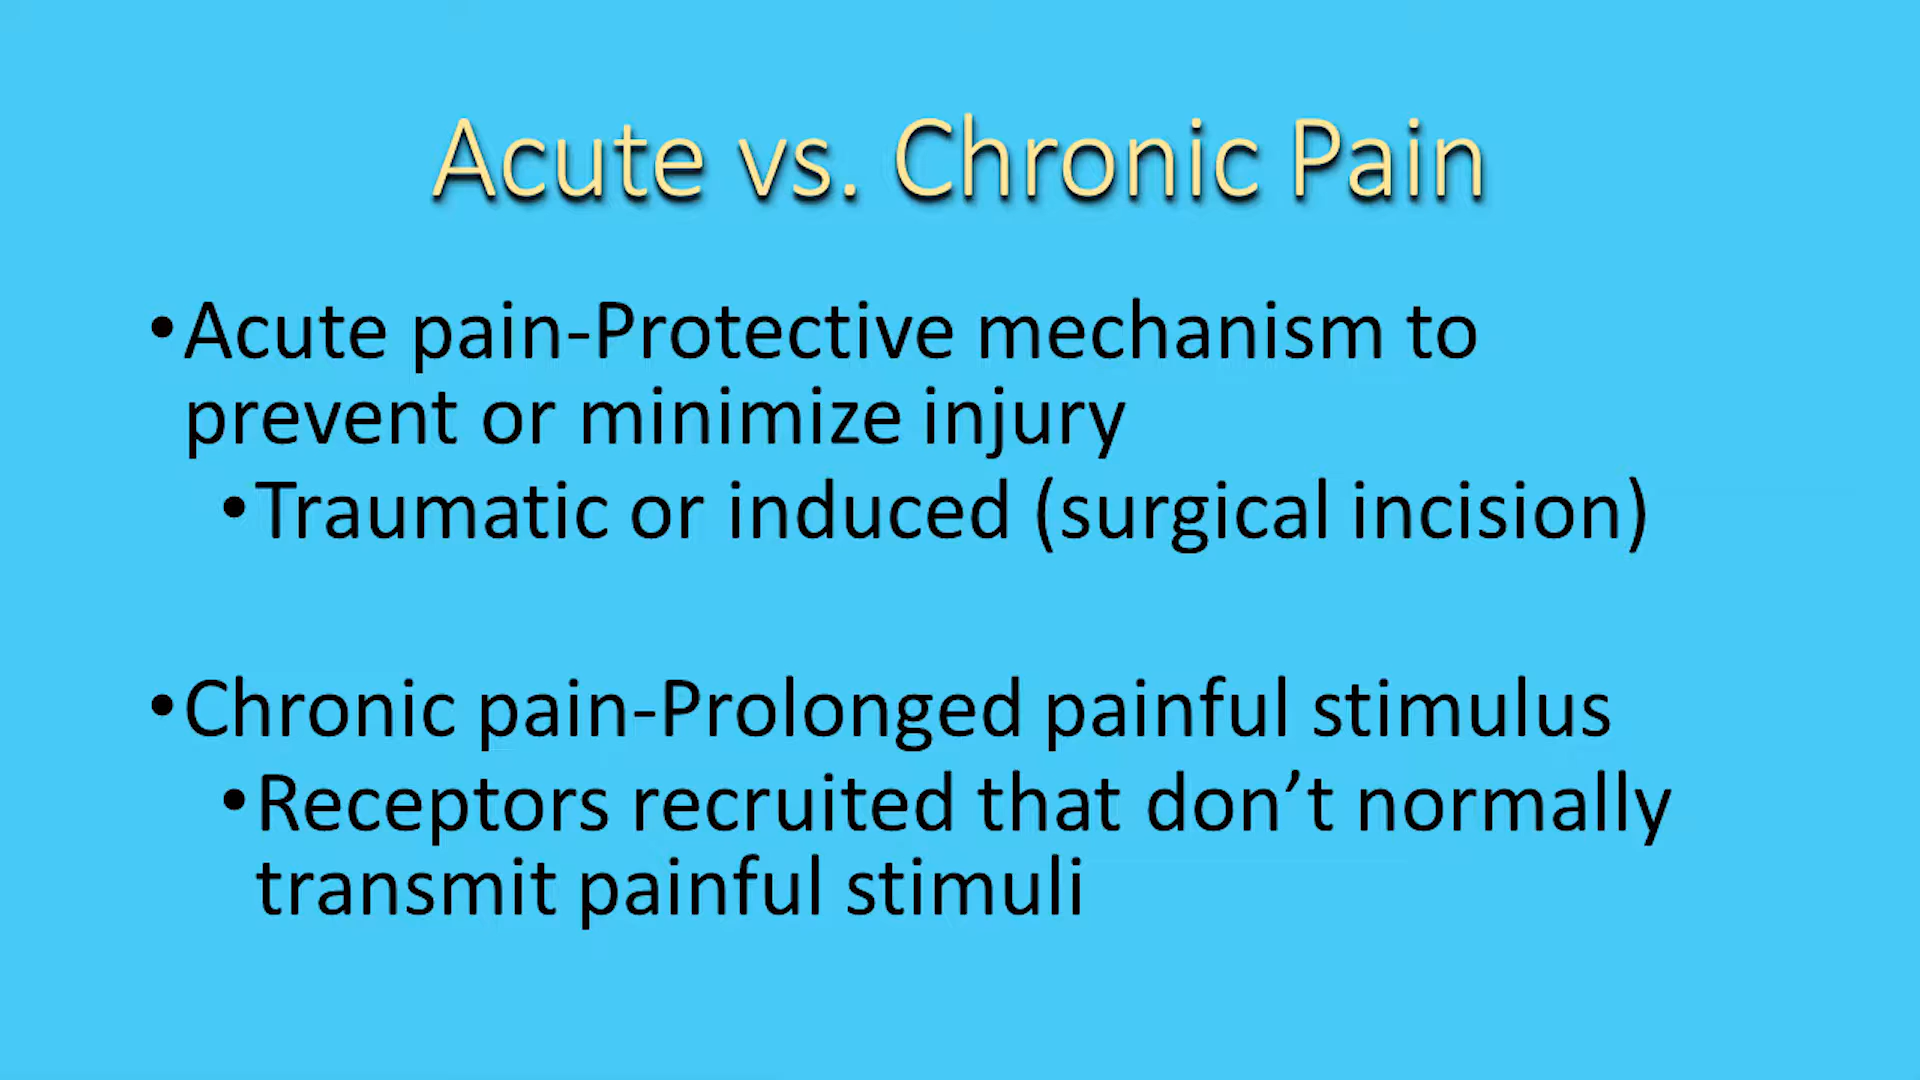 Acute vs. Chronic Pain
•Acute pain-Protective mechanism to
prevent or minimize injury
•Traumatic or induced (surgical incision)
•Chronic pain-Prolonged painful stimulus
•Receptors recruited that don’t normally
transmit painful stimuli